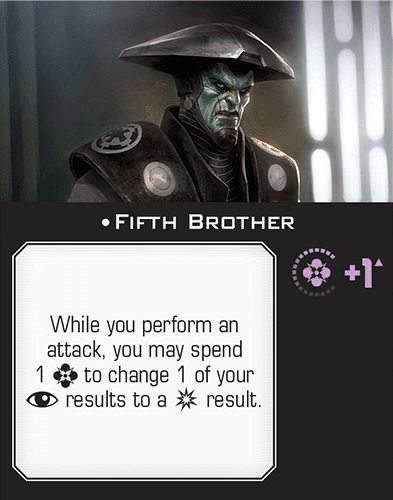 • Fifth Brother
+1
While you perform an
attack, you may spend
1 to change 1 of your
results to a result.